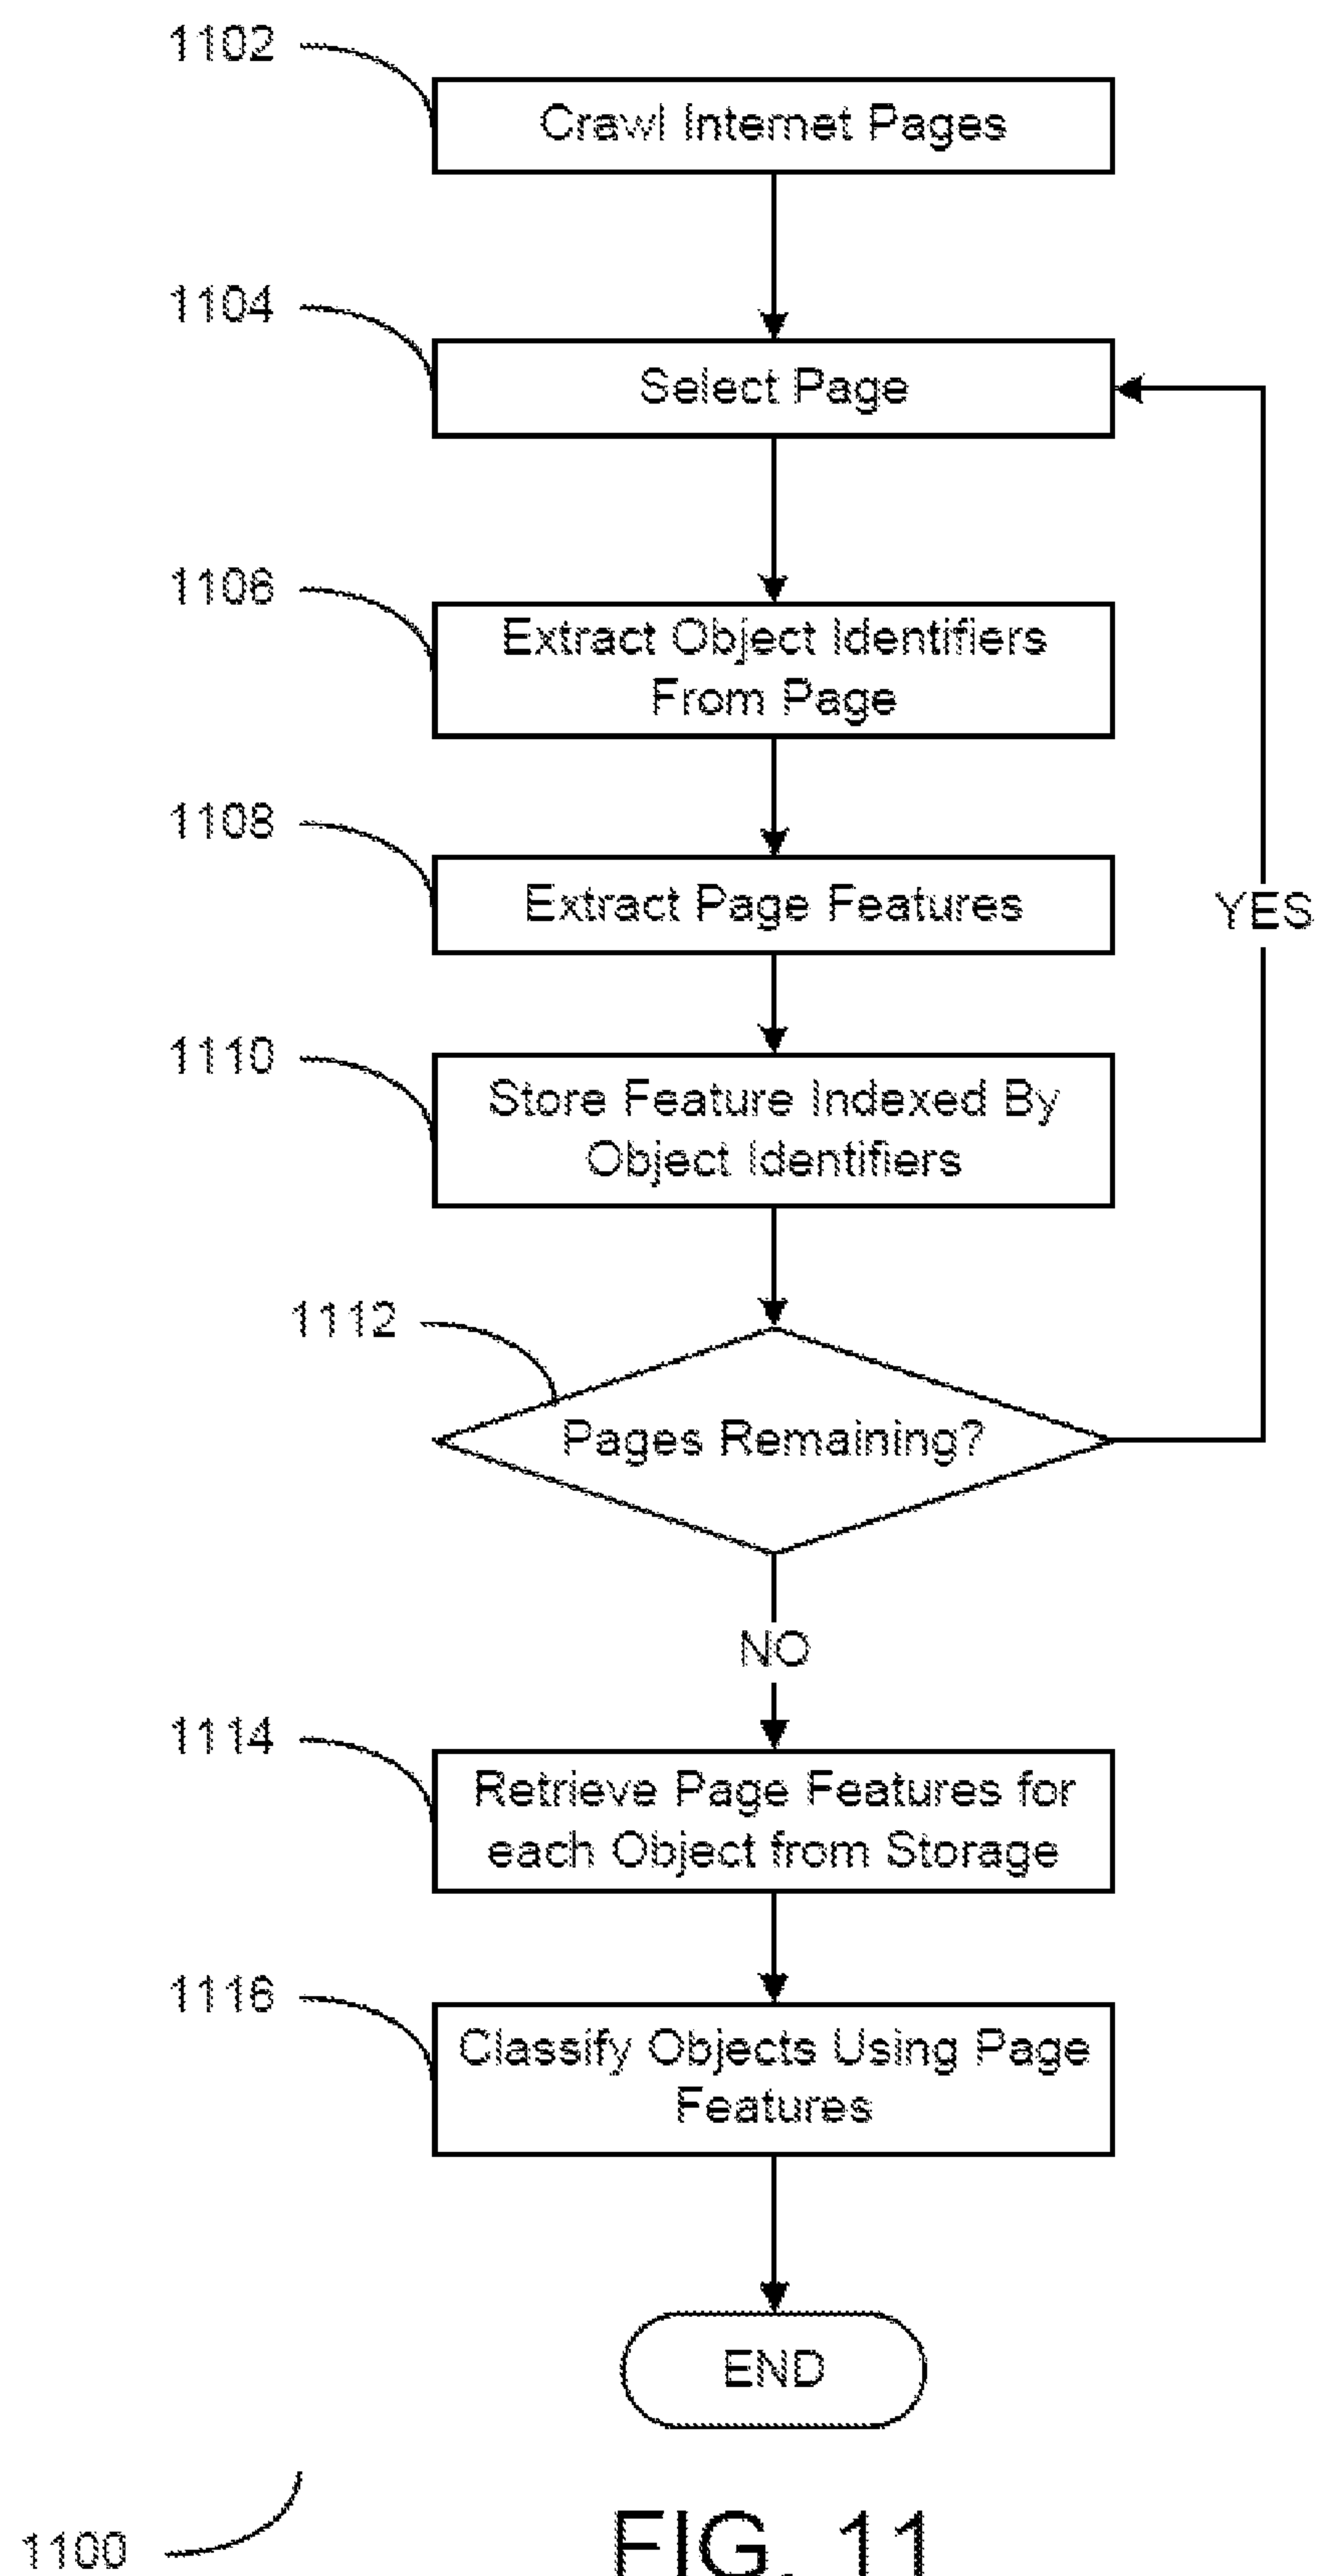 1102
Crawl Internet Pages
1104
Select Page
1106
Extract Object Identifiers
From Page
1108
Extract Page Features
YES
1110
Store Feature Indexed By
Object Identifiers
1112
Pages Remaining?
NO
1114
Retrieve Page Features for
each Object from Storage
1116
Classify Objects Using Page
Features
END
1100
FIG. 11